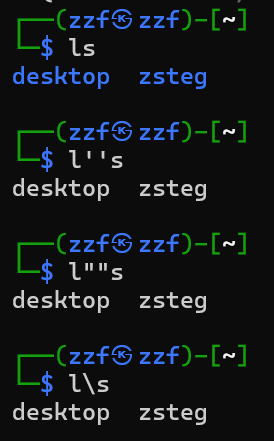 ┌──(zzf㉿zzf)-[~]
└─$ ls
desktop  zsteg
┌──(zzf㉿zzf)-[~]
└─$ l''s
desktop  zsteg
┌──(zzf㉿zzf)-[~]
└─$ l""s
desktop  zsteg
┌──(zzf㉿zzf)-[~]
└─$ l\s
desktop  zsteg